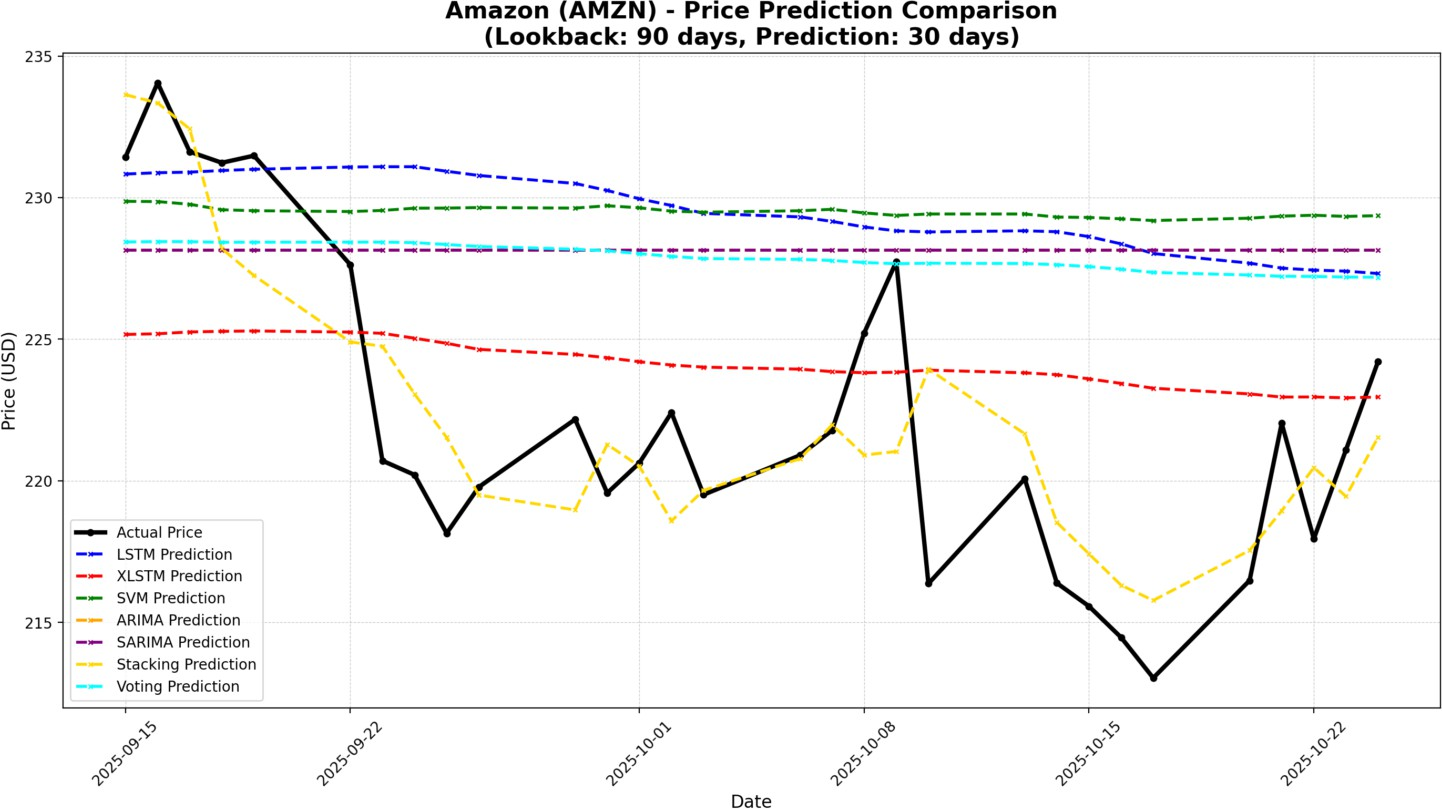 Amazon (AMZN) - Price Prediction Comparison
(Lookback: 90 days, Prediction: 30 days)
Price (USD)
235
230
225
220
215
Actual Price
LSTM Prediction
XLSTM Prediction
SVM Prediction
ARIMA Prediction
SARIMA Prediction
Stacking Prediction
Voting Prediction
2025-09-15
2025-09-22
2025-10-01
2025-10-08
2025-10-15
2025-10-22
Date